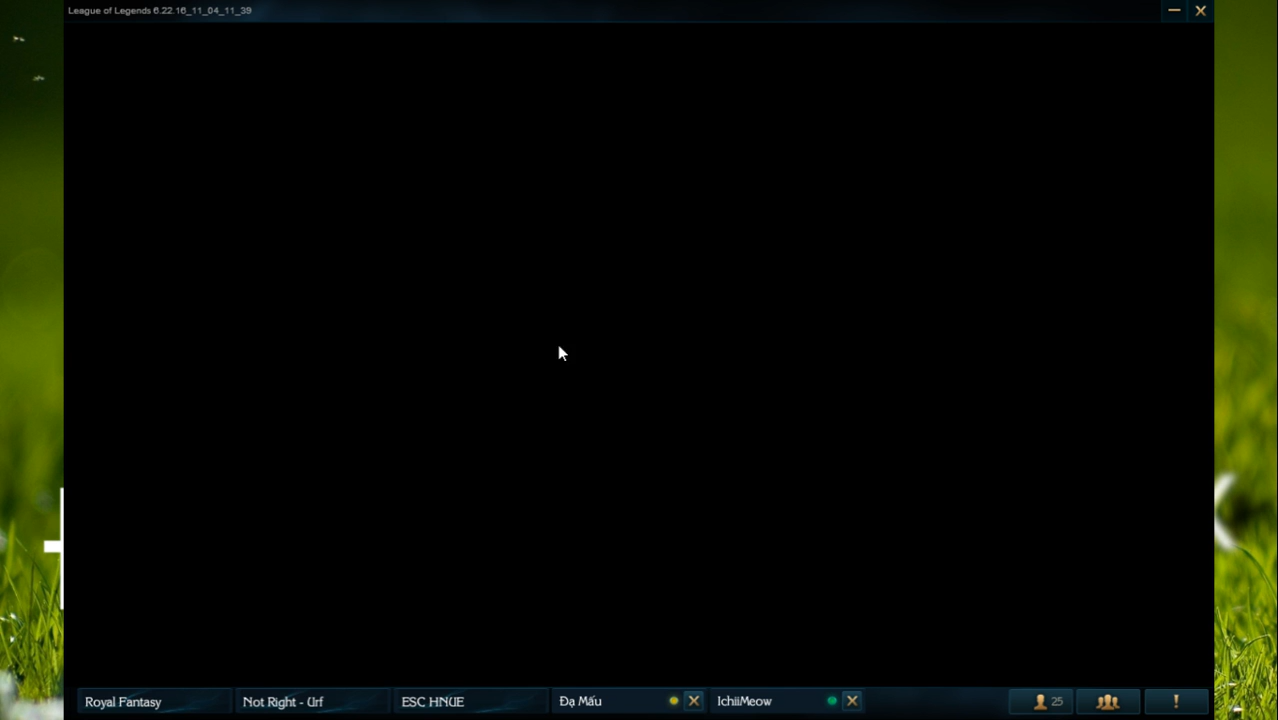 League of Legends 6.22.16_11_04_11_39
Royal Fantasy
Not Right - Urf
ESC HNUE
Đạ Mấu
IchiiMeow
25